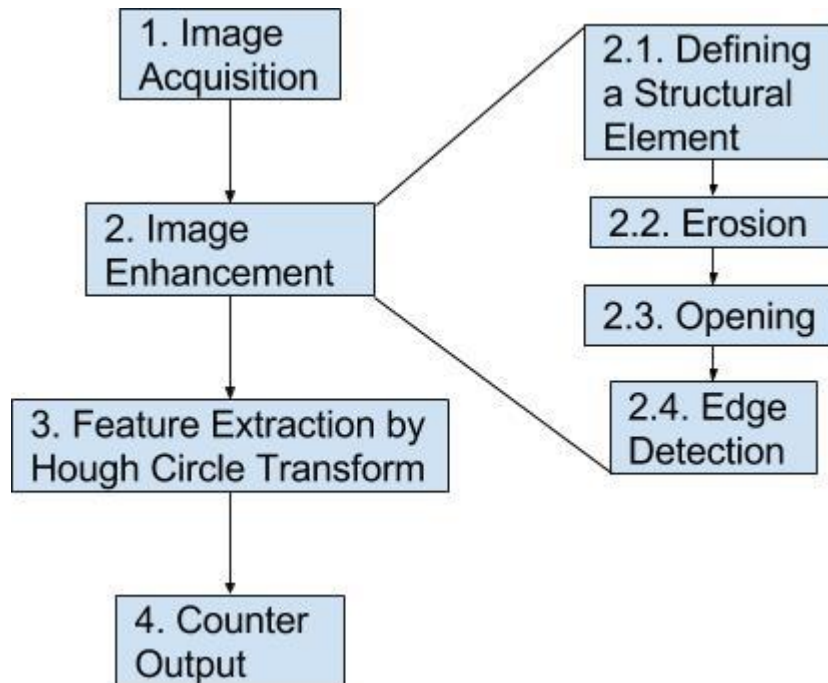 1. Image
Acquisition
2. Image
Enhancement
3. Feature Extraction by
Hough Circle Transform
4. Counter
Output
2.1. Defining
a Structural
Element
2.2. Erosion
2.3. Opening
2.4. Edge
Detection